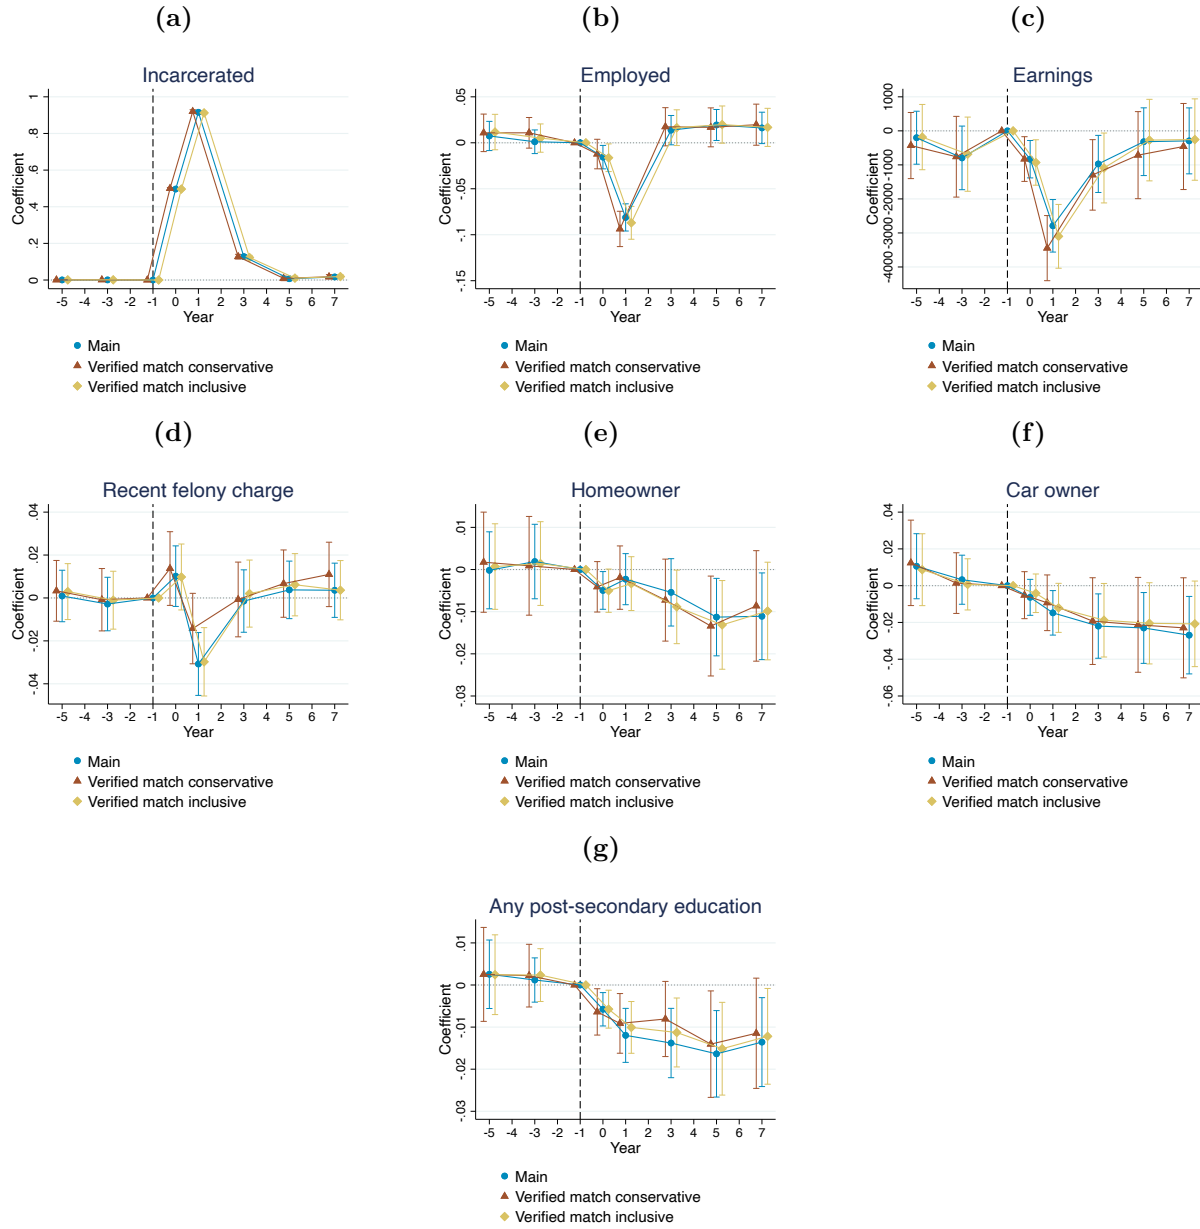 (a)
Incarcerated
Coefficient
1
.8
.6
.4
.2
0
-5 -4 -3 -2 -1 0 1 2 3 4 5 6 7
Year
Main
Verified match conservative
Verified match inclusive
(b)
Employed
Coefficient
.05
0
-.05
-.1
-.15
-5 -4 -3 -2 -1 0 1 2 3 4 5 6 7
Year
Main
Verified match conservative
Verified match inclusive
(c)
Earnings
Coefficient
1000
0
-1000
-2000
-3000
-4000
-5 -4 -3 -2 -1 0 1 2 3 4 5 6 7
Year
Main
Verified match conservative
Verified match inclusive
(d)
Recent felony charge
Coefficient
.04
.02
0
-.02
-.04
-5 -4 -3 -2 -1 0 1 2 3 4 5 6 7
Year
Main
Verified match conservative
Verified match inclusive
(e)
Homeowner
Coefficient
.01
0
-.01
-.02
-.03
-5 -4 -3 -2 -1 0 1 2 3 4 5 6 7
Year
Main
Verified match conservative
Verified match inclusive
(f)
Car owner
Coefficient
.04
.02
0
-.02
-.04
-.06
-5 -4 -3 -2 -1 0 1 2 3 4 5 6 7
Year
Main
Verified match conservative
Verified match inclusive
(g)
Any post-secondary education
Coefficient
.01
0
-.01
-.02
-.03
-5 -4 -3 -2 -1 0 1 2 3 4 5 6 7
Year
Main
Verified match conservative
Verified match inclusive